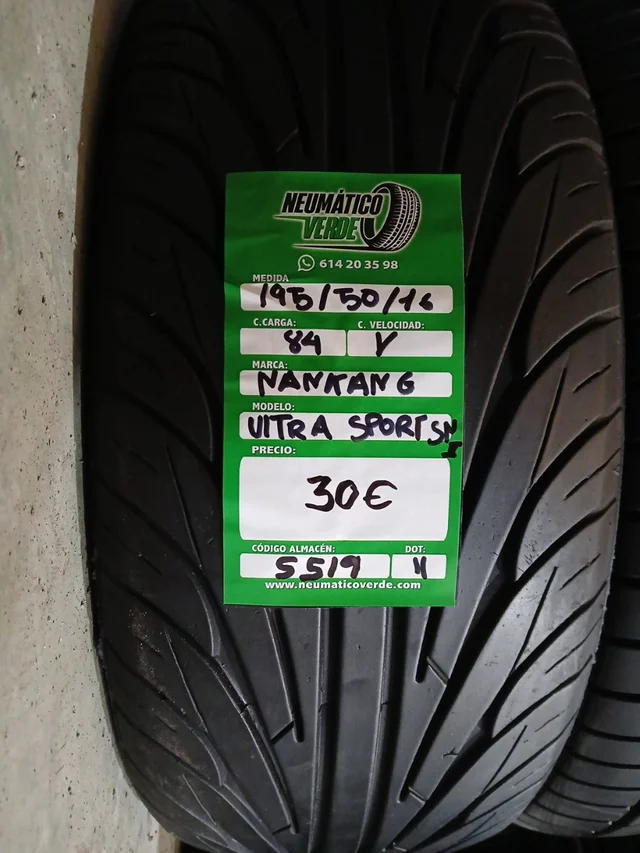 NEUMÁTICO
VERDE
614 20 35 98
MEDIDA
195/50/16
C.CARGA: C. VELOCIDAD:
84 V
MARCA:
NANKANG
MODELO:
ULTRA SPORT SN
I
PRECIO:
30€
CÓDIGO ALMACÉN: DOT:
5519
www.neumaticoverde.com